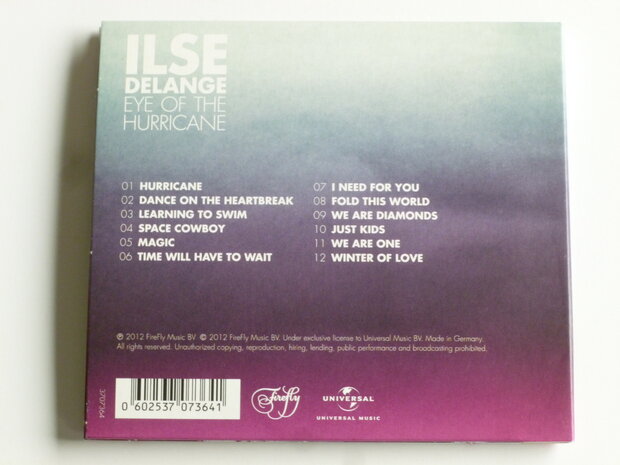 ILSE
DELANGE
EYE OF THE
HURRICANE
01 HURRICANE
02 DANCE ON THE HEARTBREAK
03 LEARNING TO SWIM
04 SPACE COWBOY
05 MAGIC
06 TIME WILL HAVE TO WAIT
07 I NEED FOR YOU
08 FOLD THIS WORLD
09 WE ARE DIAMONDS
10 JUST KIDS
11 WE ARE ONE
12 WINTER OF LOVE
℗ 2012 FireFly Music BV. © 2012 FireFly Music BV. Under exclusive license to Universal Music BV. Made in Germany.
All rights reserved. Unauthorized copying, reproduction, hiring, lending, public performance and broadcasting prohibited.
3707364
0 602537 073641
Firefly
UNIVERSAL
UNIVERSAL MUSIC